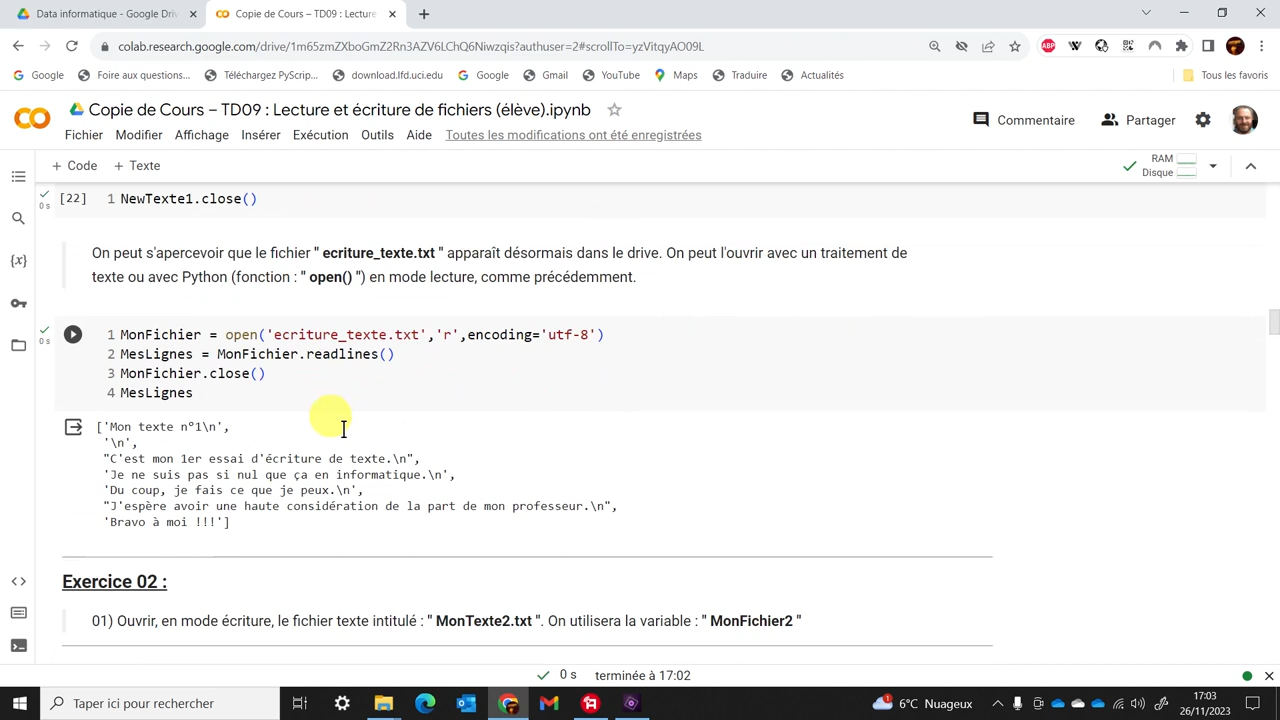 Data informatique - Google Driv
Copie de Cours – TD09 : Lecture
colab.research.google.com/drive/1m65zmZXboGmZ2Rn3AZV6LChQ6Niwzqis?authuser=2#scrollTo=yzVitqyAO09L
Google
Foire aux questions...
Téléchargez PyScrip...
download.lfd.uci.edu
Google
Gmail
YouTube
Maps
Traduire
Actualités
Tous les favoris
Copie de Cours – TD09 : Lecture et écriture de fichiers (élève).ipynb
Commentaire
Partager
Fichier Modifier Affichage Insérer Exécution Outils Aide Toutes les modifications ont été enregistrées
+ Code + Texte
RAM
Disque
[22] 1 NewTexte1.close()
0 s
On peut s'apercevoir que le fichier " ecriture_texte.txt " apparaît désormais dans le drive. On peut l'ouvrir avec un traitement de
texte ou avec Python (fonction : " open() ") en mode lecture, comme précédemment.
1 MonFichier = open('ecriture_texte.txt','r',encoding='utf-8')
0 s
2 MesLignes = MonFichier.readlines()
3 MonFichier.close()
4 MesLignes
['Mon texte n°1\n',
'\n',
"C'est mon 1er essai d'écriture de texte.\n",
'Je ne suis pas si nul que ça en informatique.\n',
'Du coup, je fais ce que je peux.\n',
"J'espère avoir une haute considération de la part de mon professeur.\n",
'Bravo à moi !!!']
Exercice 02 :
01) Ouvrir, en mode écriture, le fichier texte intitulé : " MonTexte2.txt ". On utilisera la variable : " MonFichier2 "
0 s terminée à 17:02
Taper ici pour rechercher
6°C Nuageux
17:03
26/11/2023